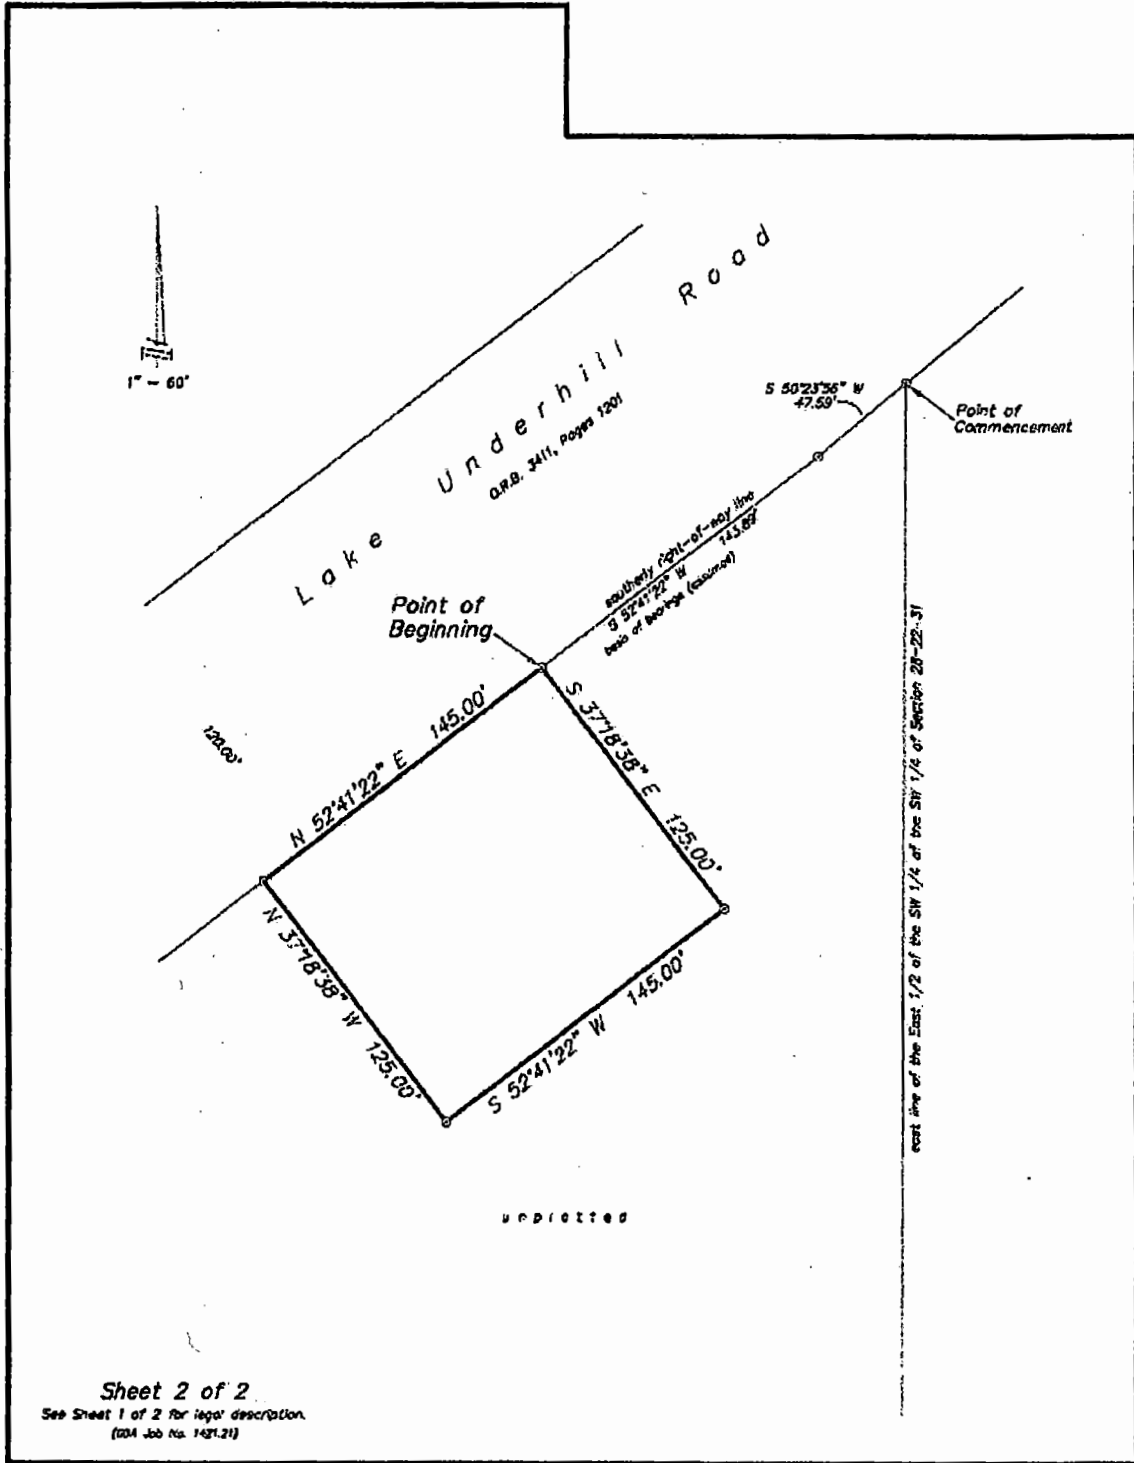 1" - 60'
Lake Underhill Road
O.R.B. 3411, Pages 1201
S 50°23'56" W
47.59'
Point of
Commencement
southerly right-of-way line
S 52°41'22" W 143.89'
basis of bearings (assumed)
Point of
Beginning
120.00'
N 52°41'22" E 145.00'
S 37°18'38" E 125.00'
N 37°18'38" W 125.00'
S 52°41'22" W 145.00'
east line of the East 1/2 of the SW 1/4 of the SW 1/4 of Section 28-22-31
unplatted
Sheet 2 of 2
See Sheet 1 of 2 for legal description.
Job No. 1421.21)